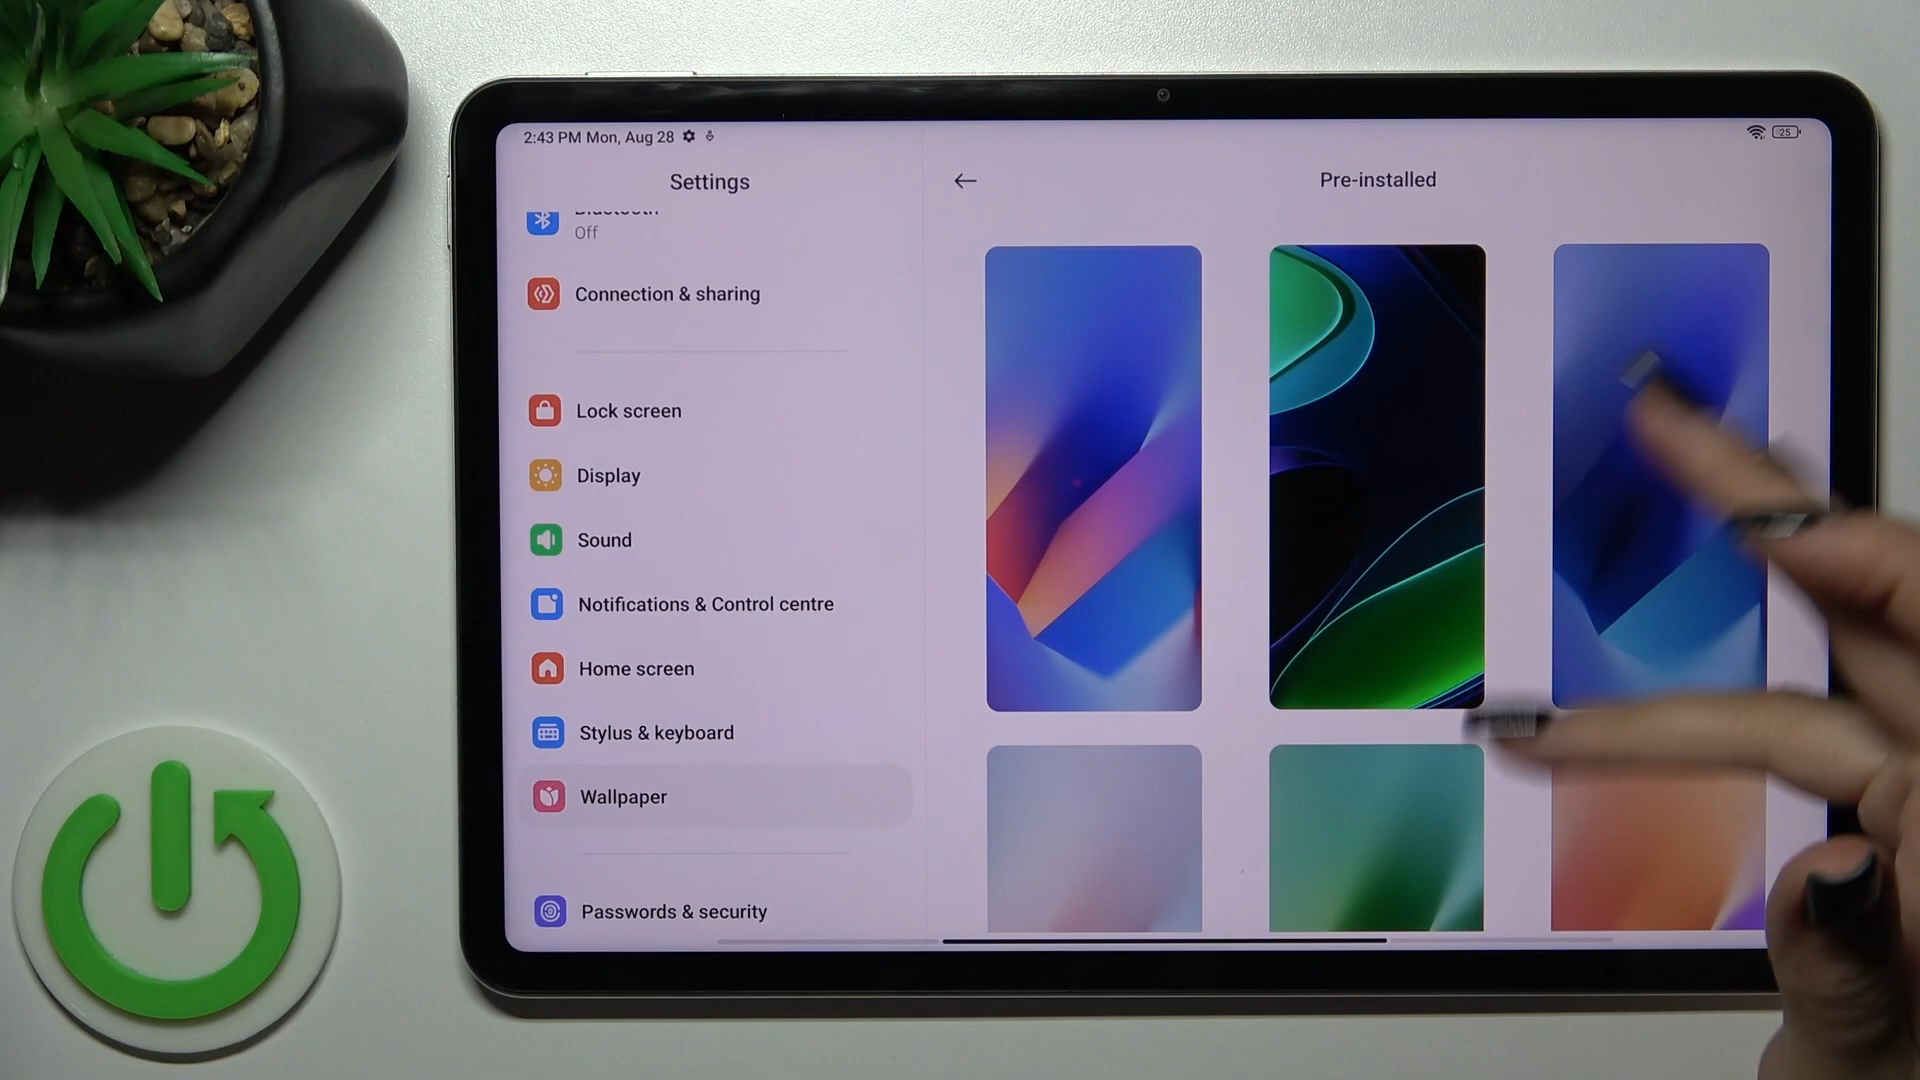 2:43 PM Mon, Aug 28
25
Settings
Pre-installed
Bluetooth
Off
Connection & sharing
Lock screen
Display
Sound
Notifications & Control centre
Home screen
Stylus & keyboard
Wallpaper
Passwords & security